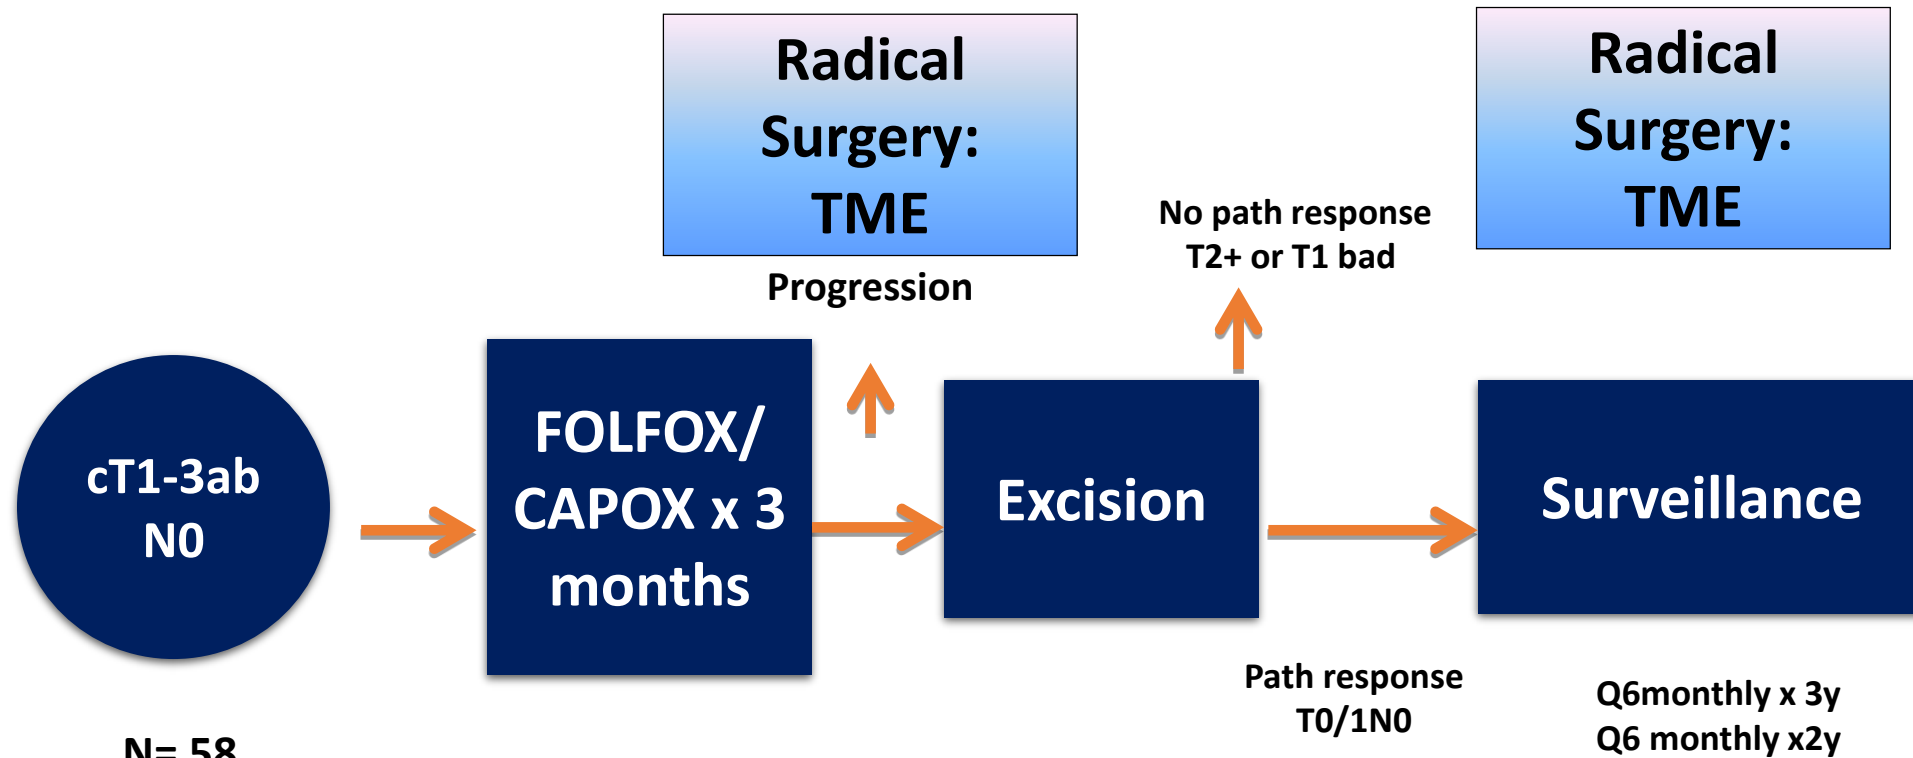 Radical
Surgery:
TME
Radical
Surgery:
TME
No path response
T2+ or T1 bad
Progression
cT1-3ab
N0
FOLFOX/
CAPOX x 3
months
Excision
Surveillance
Path response
T0/1N0
Q6monthly x 3y
Q6 monthly x2y
N= 58